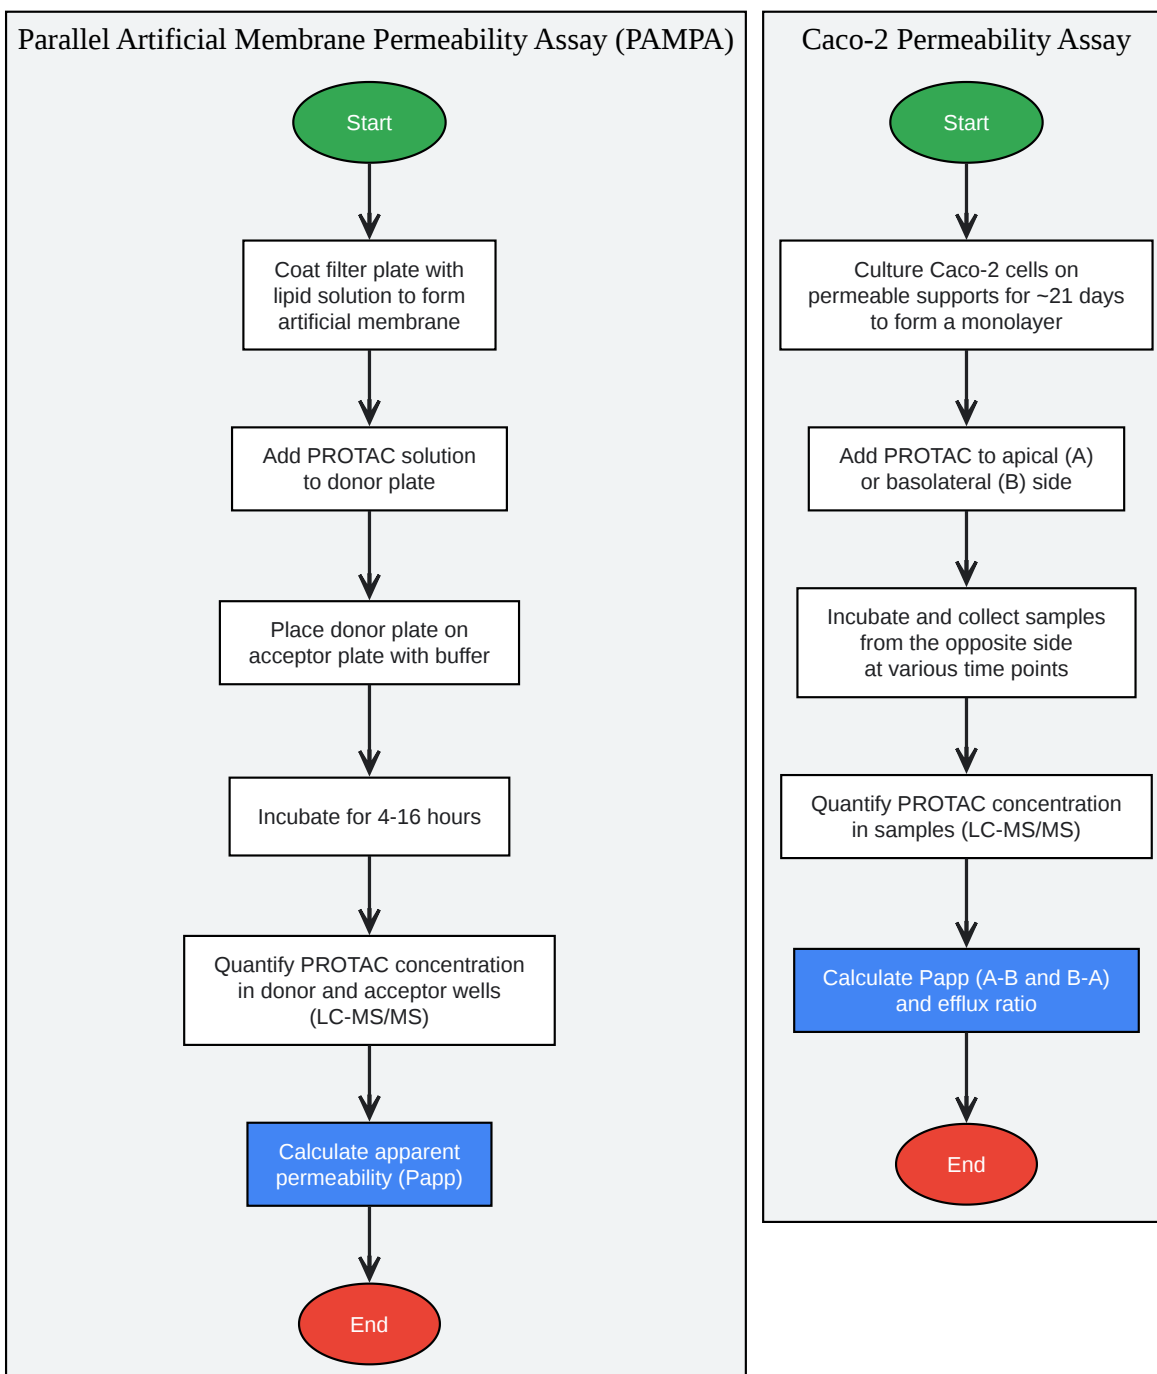 Parallel Artificial Membrane Permeability Assay (PAMPA)
Start
Coat filter plate with
lipid solution to form
artificial membrane
Add PROTAC solution
to donor plate
Place donor plate on
acceptor plate with buffer
Incubate for 4-16 hours
Quantify PROTAC concentration
in donor and acceptor wells
(LC-MS/MS)
Calculate apparent
permeability (Papp)
End
Caco-2 Permeability Assay
Start
Culture Caco-2 cells on
permeable supports for ~21 days
to form a monolayer
Add PROTAC to apical (A)
or basolateral (B) side
Incubate and collect samples
from the opposite side
at various time points
Quantify PROTAC concentration
in samples (LC-MS/MS)
Calculate Papp (A-B and B-A)
and efflux ratio
End